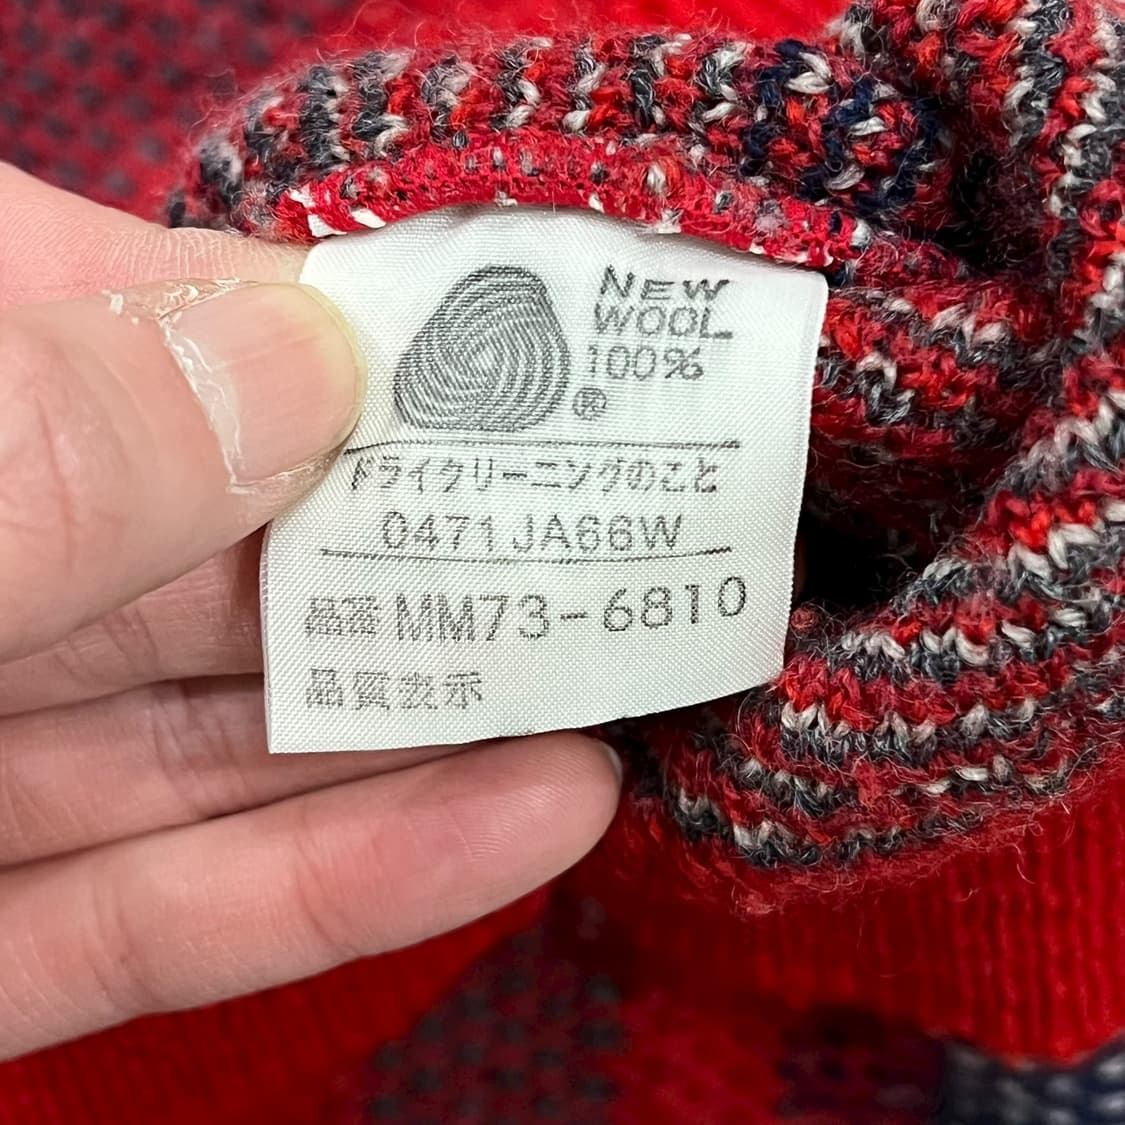 NEW
WOOL
100%
®
ドライクリーニングのこと
0471JA66W
品番MM73-6810
品質表示